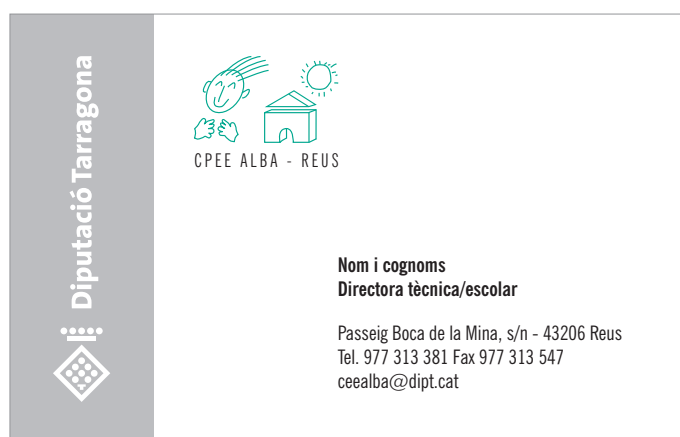 Diputació Tarragona
CPEE ALBA - REUS
Nom i cognoms
Directora tècnica/escolar
Passeig Boca de la Mina, s/n - 43206 Reus
Tel. 977 313 381 Fax 977 313 547
ceealba@dipt.cat